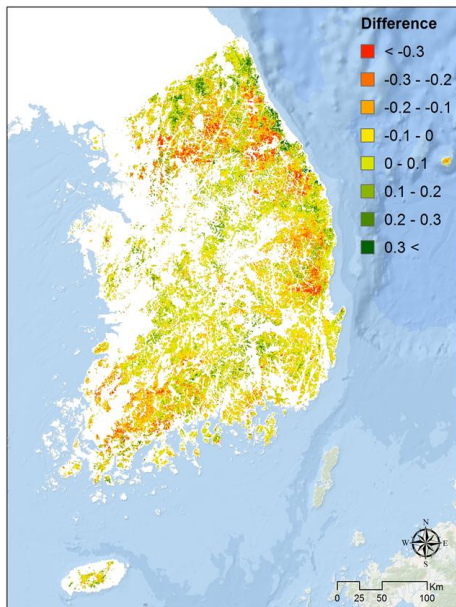 Difference
< -0.3
-0.3 - -0.2
-0.2 - -0.1
-0.1 - 0
0 - 0.1
0.1 - 0.2
0.2 - 0.3
0.3 <
N
W E
S
Km
0 25 50 100